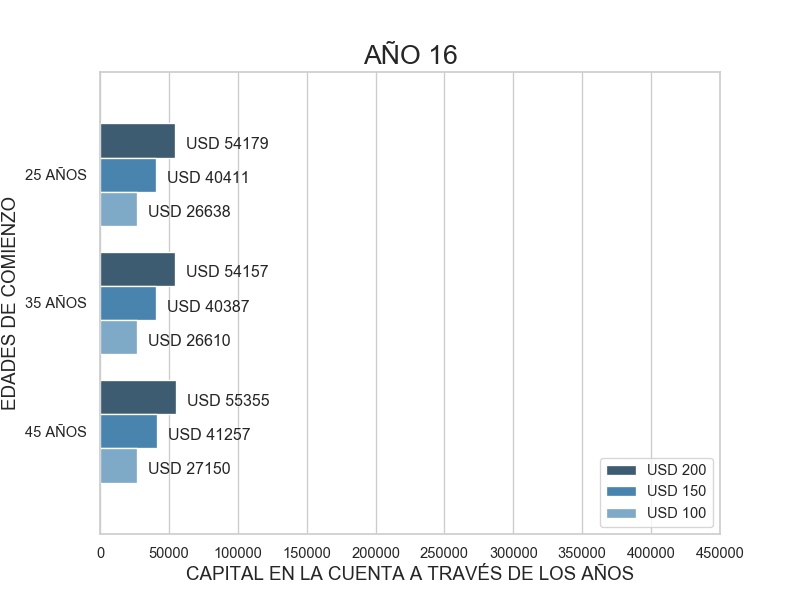 AÑO 16
EDADES DE COMIENZO
25 AÑOS
USD 54179
USD 40411
USD 26638
35 AÑOS
USD 54157
USD 40387
USD 26610
45 AÑOS
USD 55355
USD 41257
USD 27150
USD 200
USD 150
USD 100
0 50000 100000 150000 200000 250000 300000 350000 400000 450000
CAPITAL EN LA CUENTA A TRAVÉS DE LOS AÑOS